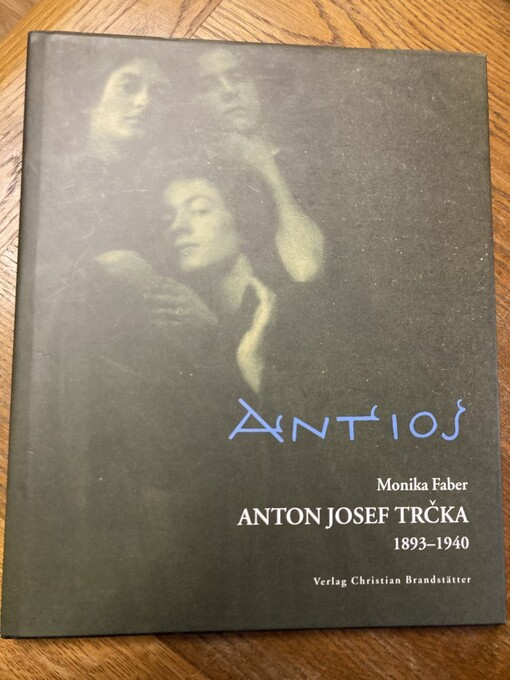 ANTIOS
Monika Faber
ANTON JOSEF TRČKA
1893–1940
Verlag Christian Brandstätter